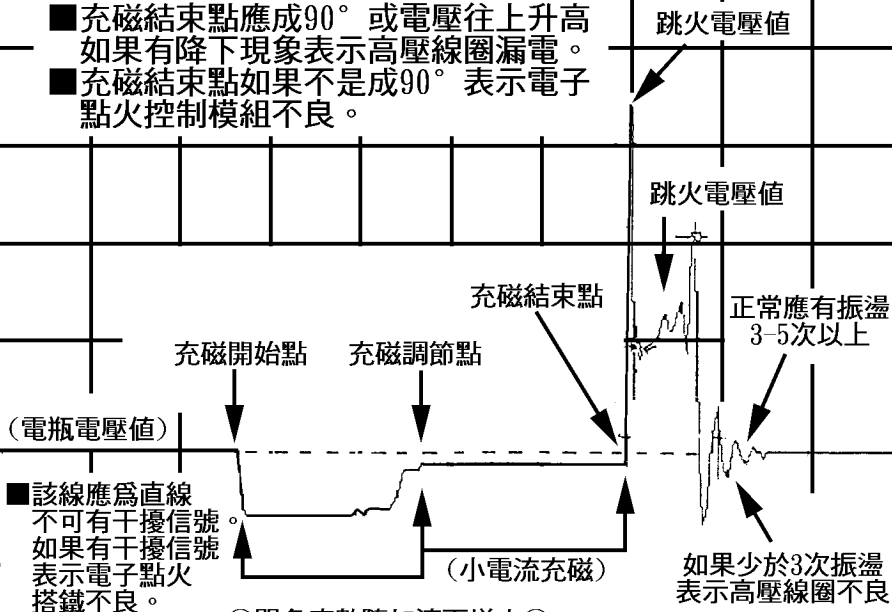 ■充磁結束點應成90°或電壓往上升高
如果有降下現象表示高壓線圈漏電。
■充磁結束點如果不是成90°表示電子
點火控制模組不良。
跳火電壓值
跳火電壓值
充磁結束點
正常應有振盪
3-5次以上
充磁開始點
充磁調節點
(電瓶電壓值)
■該線應爲直線
不可有干擾信號。
如果有干擾信號
表示電子點火
搭鐵不良。
(小電流充磁)
如果少於3次振盪
表示高壓線圈不良